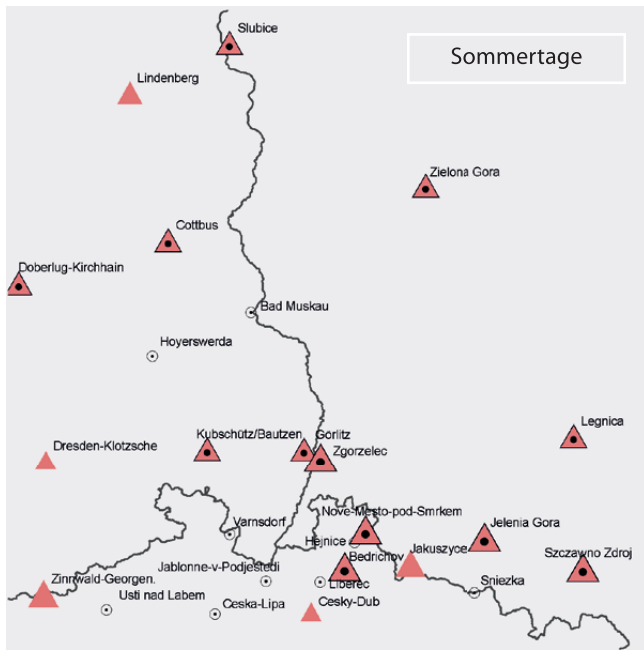 Slubice
Sommertage
Lindenberg
Zielona Gora
Cottbus
Doberlug-Kirchhain
Bad Muskau
Hoyerswerda
Legnica
Kubschütz/Bautzen
Görlitz
Dresden-Klotzsche
Zgorzelec
Nove-Mesto-pod-Smrkem
Varnsdorf
Hejnice
Jelenia Gora
Bedrichov
Jakuszyce
Szczawno Zdroj
Jablonne-v-Podjestedi
Zinnwald-Georgen.
Liberec
Sniezka
Usti nad Labem
Ceska-Lipa
Cesky-Dub